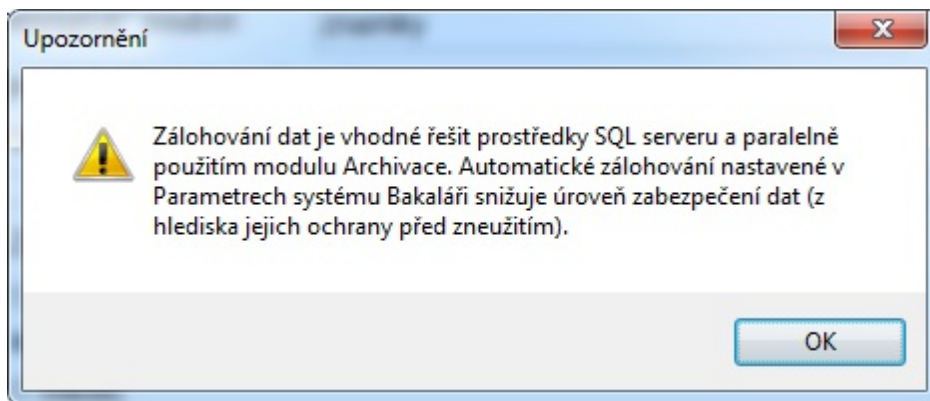 Upozornění
Zálohování dat je vhodné řešit prostředky SQL serveru a paralelně
použitím modulu Archivace. Automatické zálohování nastavené v
Parametrech systému Bakaláři snižuje úroveň zabezpečení dat (z
hlediska jejich ochrany před zneužitím).
OK